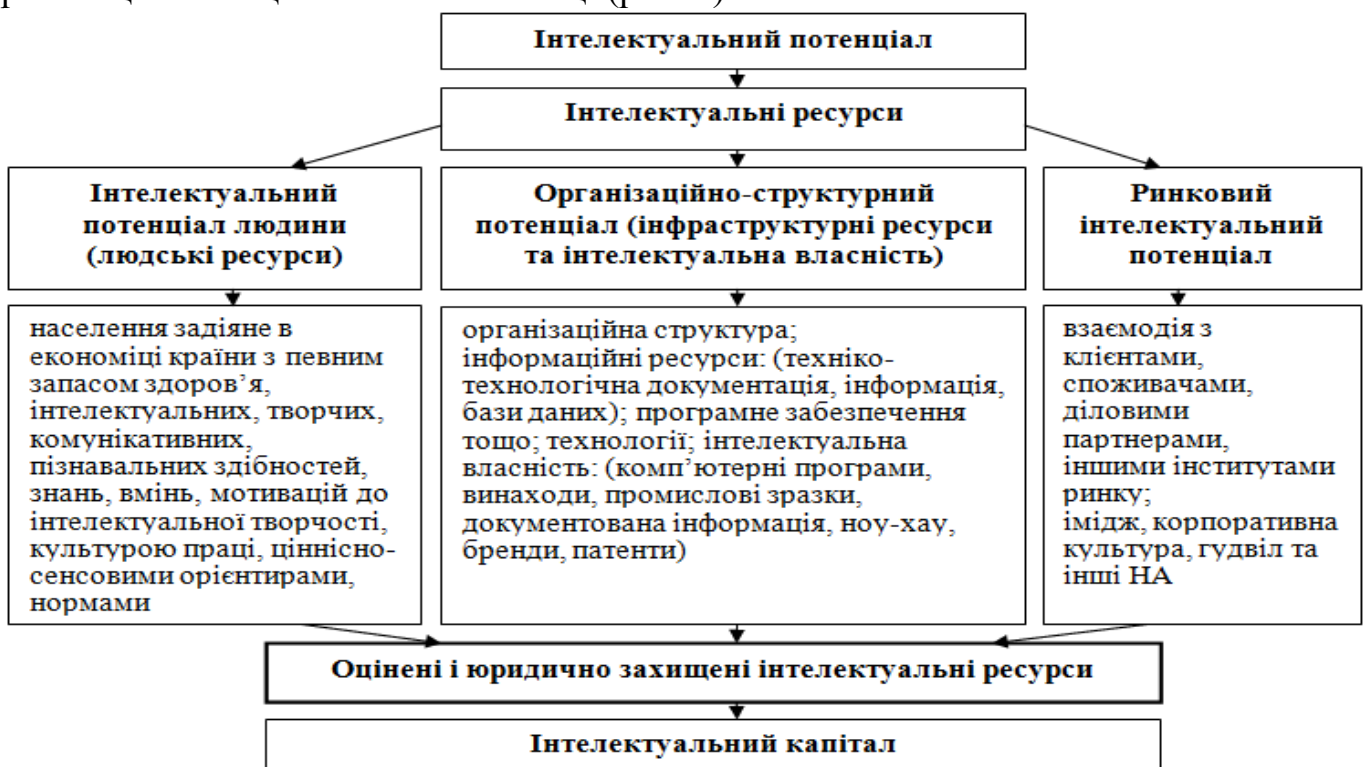 Інтелектуальний потенціал
Інтелектуальні ресурси
Інтелектуальний
потенціал людини
(людські ресурси)
Організаційно-структурний
потенціал (інфраструктурні ресурси
та інтелектуальна власність)
Ринковий
інтелектуальний
потенціал
населення задіяне в
економіці країни з певним
запасом здоров’я,
інтелектуальних, творчих,
комунікативних,
пізнавальних здібностей,
знань, вмінь, мотивацій до
інтелектуальної творчості,
культурою праці, ціннісно-
сенсовими орієнтирами,
нормами
організаційна структура;
інформаційні ресурси: (техніко-
технологічна документація, інформація,
бази даних); програмне забезпечення
тощо; технології; інтелектуальна
власність: (комп’ютерні програми,
винаходи, промислові зразки,
документована інформація, ноу-хау,
бренди, патенти)
взаємодія з
клієнтами,
споживачами,
діловими
партнерами,
іншими інститутами
ринку;
імідж, корпоративна
культура, гудвіл та
інші НА
Оцінені і юридично захищені інтелектуальні ресурси
Інтелектуальний капітал